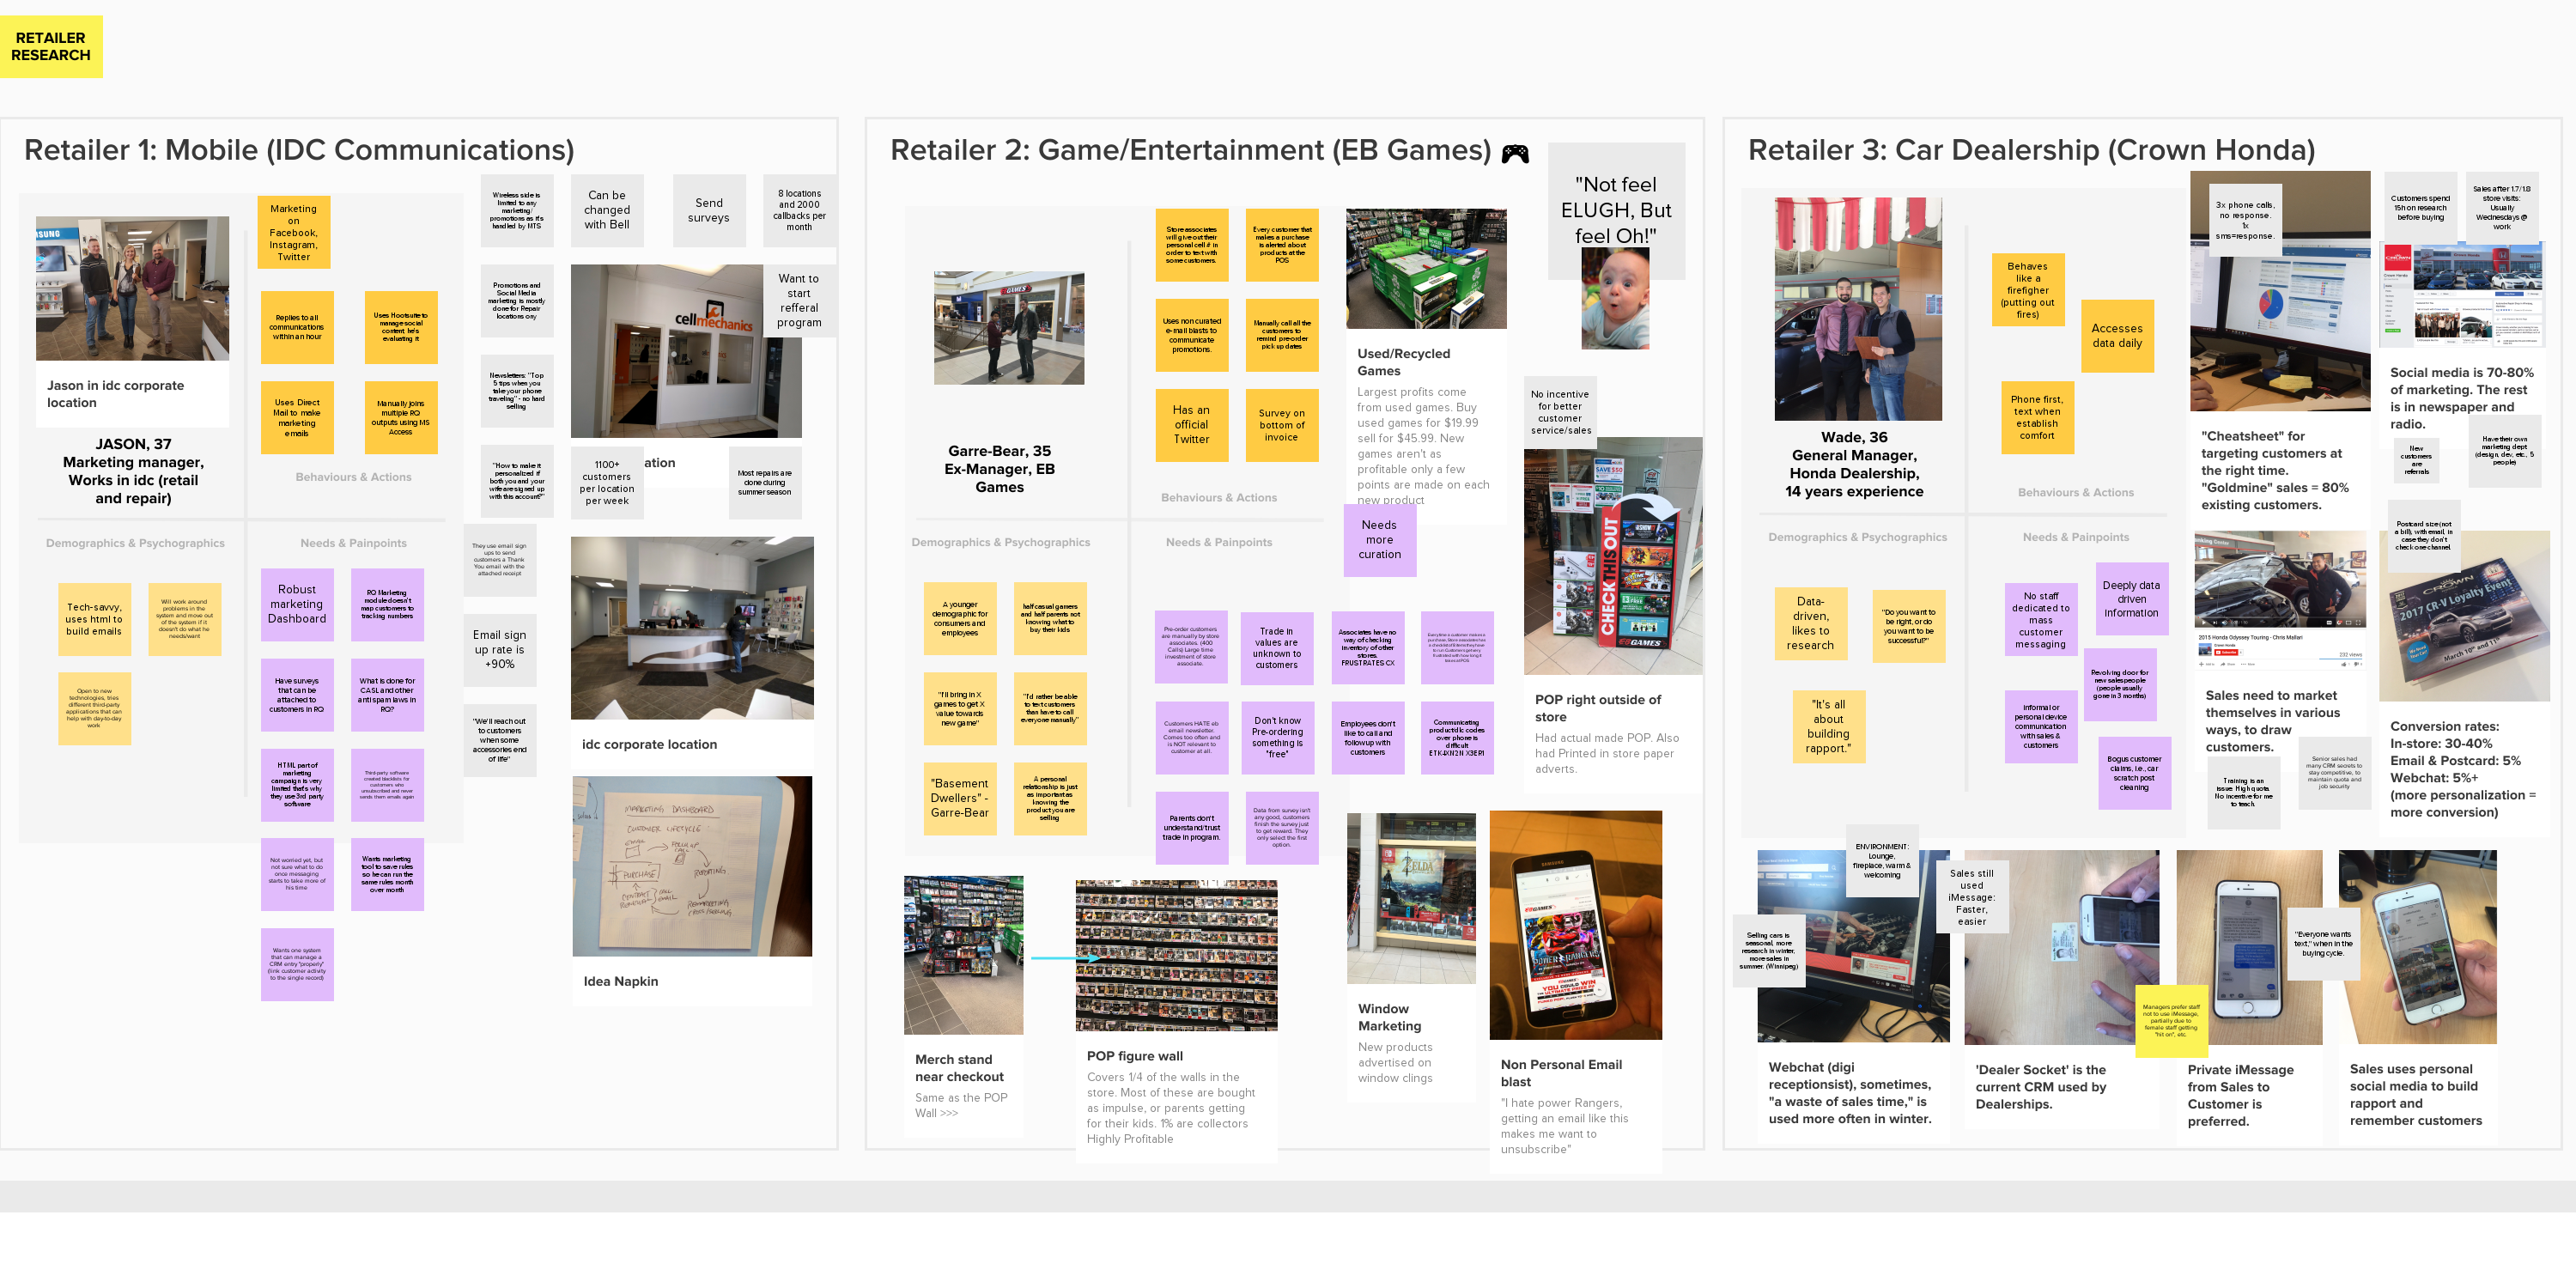 RETAILER
RESEARCH
Retailer 1: Mobile (IDC Communications)
Jason in idc corporate
location
JASON, 37
Marketing manager,
Works in idc (retail
and repair)
Marketing
on
Facebook,
Instagram,
Twitter
Replies to all
communications
within an hour
Uses Hootsuite to
manage social
content; he's
evaluating it
Uses Direct
Mail to make
marketing
emails
Manually joins
multiple RQ
outputs using MS
Access
Behaviours & Actions
Demographics & Psychographics
Tech-savvy,
uses html to
build emails
Will work around
problems in the
system and move out
of the system if it
doesn't do what he
needs/want
Open to new
technologies, tries
different third-party
applications that can
help with day-to-day
work
Needs & Painpoints
Robust
marketing
Dashboard
RQ Marketing
module doesn't
map customers to
tracking numbers
Have surveys
that can be
attached to
customers in RQ
What is done for
CASL and other
anti spam laws in
RQ?
HTML part of
marketing
campaign is very
limited that's why
they use 3rd party
software
Third-party software
created blacklists for
customers who
unsubscribed and never
sends them emails again
Not worried yet, but
not sure what to do
once messaging
starts to take more of
his time
Wants marketing
tool to save rules
so he can run the
same rules month
over month
Wants one system
that can manage a
CRM entry "properly"
(link customer activity
to the single record)
Wireless side is
limited to any
marketing/
promotions as it's
handled by MTS
Can be
changed
with Bell
Send
surveys
8 locations
and 2000
callbacks per
month
Promotions and
Social Media
marketing is mostly
done for Repair
locations only
Newsletters: "Top
5 tips when you
take your phone
traveling" - no hard
selling
"How to make it
personalized if
both you and your
wife are signed up
with this account?"
cellmechanics
Want to
start
refferal
program
1100+
customers
per location
per week
ation
Most repairs are
done during
summer season
They use email sign
ups to send
customers a Thank
You email with the
attached receipt
Email sign
up rate is
+90%
"We'll reach out
to customers
when some
accessories end
of life"
idc corporate location
MARKETING DASHBOARD
CUSTOMER LIFECYCLE
PURCHASE
REPORTING
Idea Napkin
Retailer 2: Game/Entertainment (EB Games)
Garre-Bear, 35
Ex-Manager, EB
Games
Store associates
will give out their
personal cell # in
order to text with
some customers.
Every customer that
makes a purchase
is alerted about
products at the
POS
Uses non curated
e-mail blasts to
communicate
promotions.
Manually call all the
customers to
remind pre-order
pick up dates
Has an
official
Twitter
Survey on
bottom of
invoice
Behaviours & Actions
Demographics & Psychographics
A younger
demographic for
consumers and
employees
half casual gamers
and half parents not
knowing what to
buy their kids
"I'll bring in X
games to get X
value towards
new game"
"I'd rather be able
to text customers
than have to call
everyone manually"
"Basement
Dwellers" -
Garre-Bear
A personal
relationship is just
as important as
knowing the
product you are
selling
Needs & Painpoints
Pre-order customers
are manually by store
associates. (400
Calls) Large time
investment of store
associate.
Trade in
values are
unknown to
customers
Associates have no
way of checking
inventory of other
stores.
FRUSTRATES CX
Customers HATE eb
email newsletter.
Comes too often and
is NOT relevant to
customer at all.
Don't know
Pre-ordering
something is
"free"
Employees don't
like to call and
followup with
customers
Communicating
product/dlc codes
over phone is
difficult
Parents don't
understand/trust
trade in program.
Data from survey isn't
any good, customers
finish the survey just
to get reward. They
only select the first
option.
Used/Recycled
Games
Largest profits come
from used games. Buy
used games for $19.99
sell for $45.99. New
games aren't as
profitable only a few
points are made on each
new product
Needs
more
curation
"Not feel
ELUGH, But
feel Oh!"
No incentive
for better
customer
service/sales
CHECK THIS OUT
EB GAMES
POP right outside of
store
Had actual made POP. Also
had Printed in store paper
adverts.
Merch stand
near checkout
Same as the POP
Wall >>>
POP figure wall
Covers 1/4 of the walls in the
store. Most of these are bought
as impulse, or parents getting
for their kids. 1% are collectors
Highly Profitable
ZELDA
Window
Marketing
New products
advertised on
window clings
SAMSUNG
EB GAMES
POWER RANGERS
YOU COULD WIN
Non Personal Email
blast
"I hate power Rangers,
getting an email like this
makes me want to
unsubscribe"
Retailer 3: Car Dealership (Crown Honda)
Wade, 36
General Manager,
Honda Dealership,
14 years experience
Behaves
like a
firefigher
(putting out
fires)
Accesses
data daily
Phone first,
text when
establish
comfort
Behaviours & Actions
Demographics & Psychographics
Data-
driven,
likes to
research
"Do you want to
be right, or do
you want to be
successful?"
"It's all
about
building
rapport."
Needs & Painpoints
No staff
dedicated to
mass
customer
messaging
Deeply data
driven
information
Revolving door for
new salespeople
(people usually
gone in 3 months)
Informal or
personal device
communication
with sales &
customers
Bogus customer
claims, i.e., car
scratch post
cleaning
3x phone calls,
no response.
1x
sms=response.
"Cheatsheet" for
targeting customers at
the right time.
"Goldmine" sales = 80%
existing customers.
Customers spend
15h on research
before buying
Sales after 1.7/1.8
store visits:
Usually
Wednesdays @
work
Social media is 70-80%
of marketing. The rest
is in newspaper and
radio.
New
customers
are
referrals
Have their own
marketing dept
(design, dev, etc., 5
people)
2015 Honda Odyssey Touring - Chris Mallari
232 views
Sales need to market
themselves in various
ways, to draw
customers.
Training is an
issue: High quota.
No incentive for me
to teach.
Senior sales had
many CRM secrets to
stay competitive, to
maintain quota and
job security
Postcard size (not
a bill), with email, in
case they don't
check one channel.
CROWN
2017 CR-V Loyalty Event
March 10th and 11th
Conversion rates:
In-store: 30-40%
Email & Postcard: 5%
Webchat: 5%+
(more personalization =
more conversion)
ENVIRONMENT:
Lounge,
fireplace, warm &
welcoming
Selling cars is
seasonal, more
research in winter,
more sales in
summer. (Winnipeg)
Webchat (digi
receptionsist), sometimes,
"a waste of sales time," is
used more often in winter.
Sales still
used
iMessage:
Faster,
easier
'Dealer Socket' is the
current CRM used by
Dealerships.
Managers prefer staff
not to use iMessage,
partially due to
female staff getting
"hit on", etc.
Private iMessage
from Sales to
Customer is
preferred.
"Everyone wants
text," when in the
buying cycle.
Sales uses personal
social media to build
rapport and
remember customers